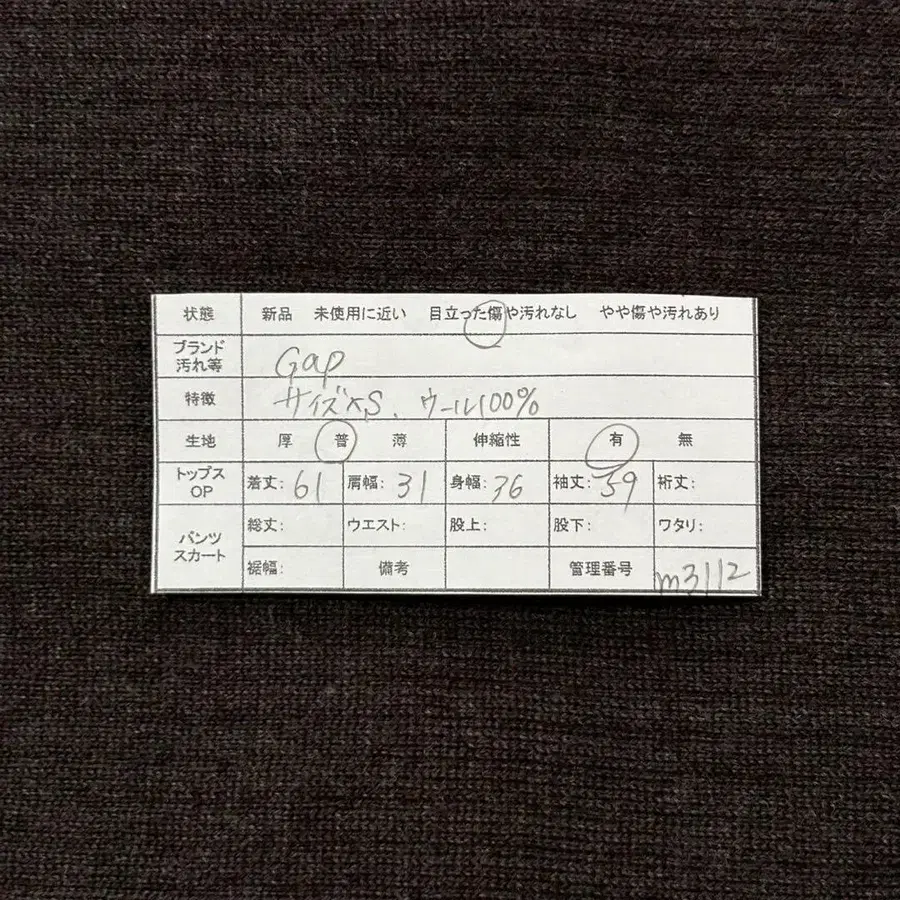 状態 新品 未使用に近い 目立った傷や汚れなし やや傷や汚れあり
ブランド
汚れ等 Gap
特徴 サイズXS、ウール100%
生地 厚 普 薄 伸縮性 有 無
トップス
OP 着丈:61 肩幅:31 身幅:36 袖丈:59 裄丈:
パンツ
スカート 総丈: ウエスト: 股上: 股下: ワタリ:
裾幅: 備考 管理番号 m3112